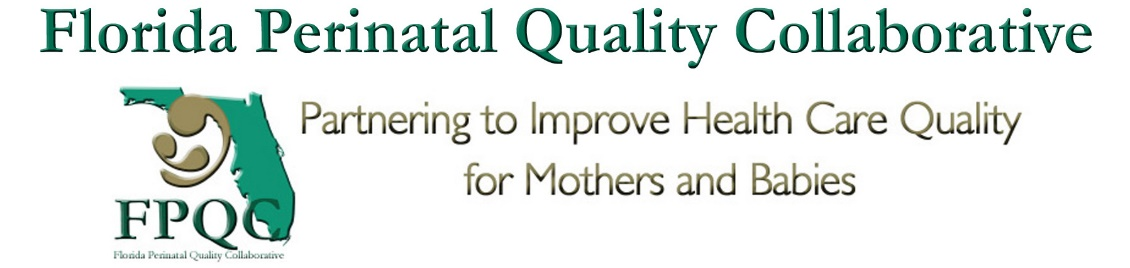 Florida Perinatal Quality Collaborative
Partnering to Improve Health Care Quality
for Mothers and Babies
FPQC
Florida Perinatal Quality Collaborative